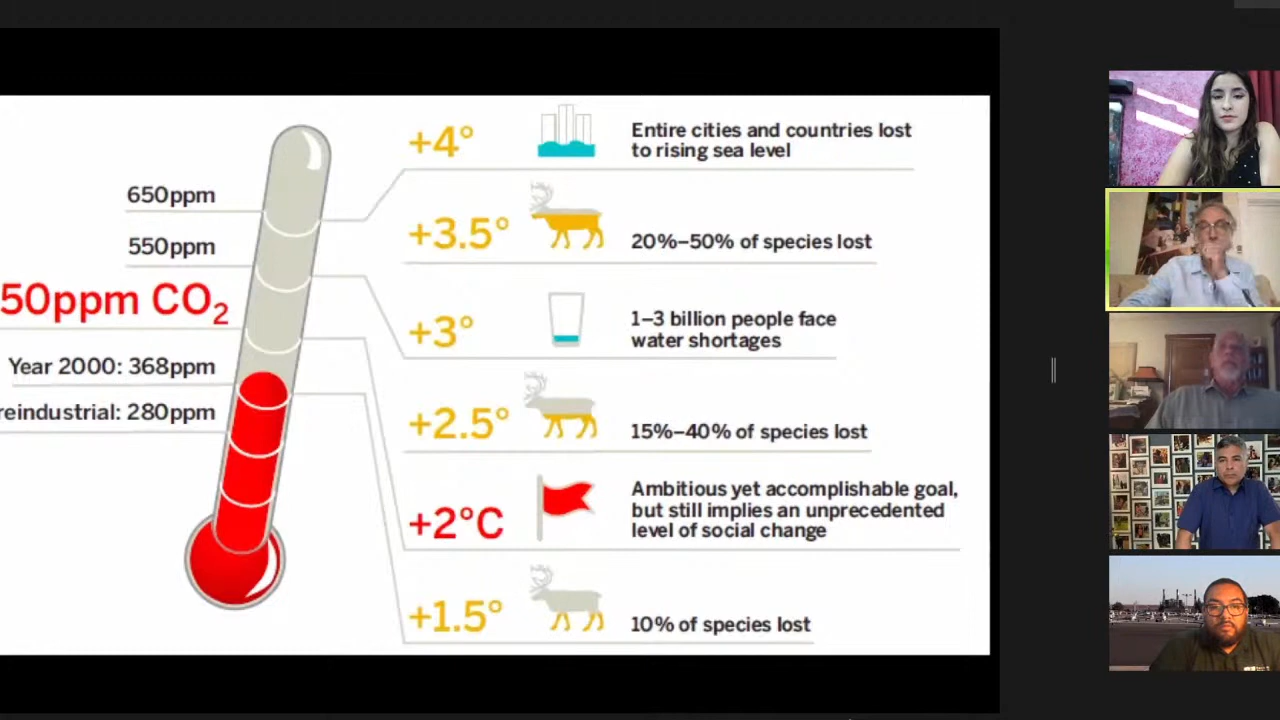 650ppm
550ppm
50ppm CO₂
Year 2000: 368ppm
reindustrial: 280ppm
+4°
Entire cities and countries lost
to rising sea level
+3.5°
20%–50% of species lost
+3°
1–3 billion people face
water shortages
+2.5°
15%–40% of species lost
+2°C
Ambitious yet accomplishable goal,
but still implies an unprecedented
level of social change
+1.5°
10% of species lost